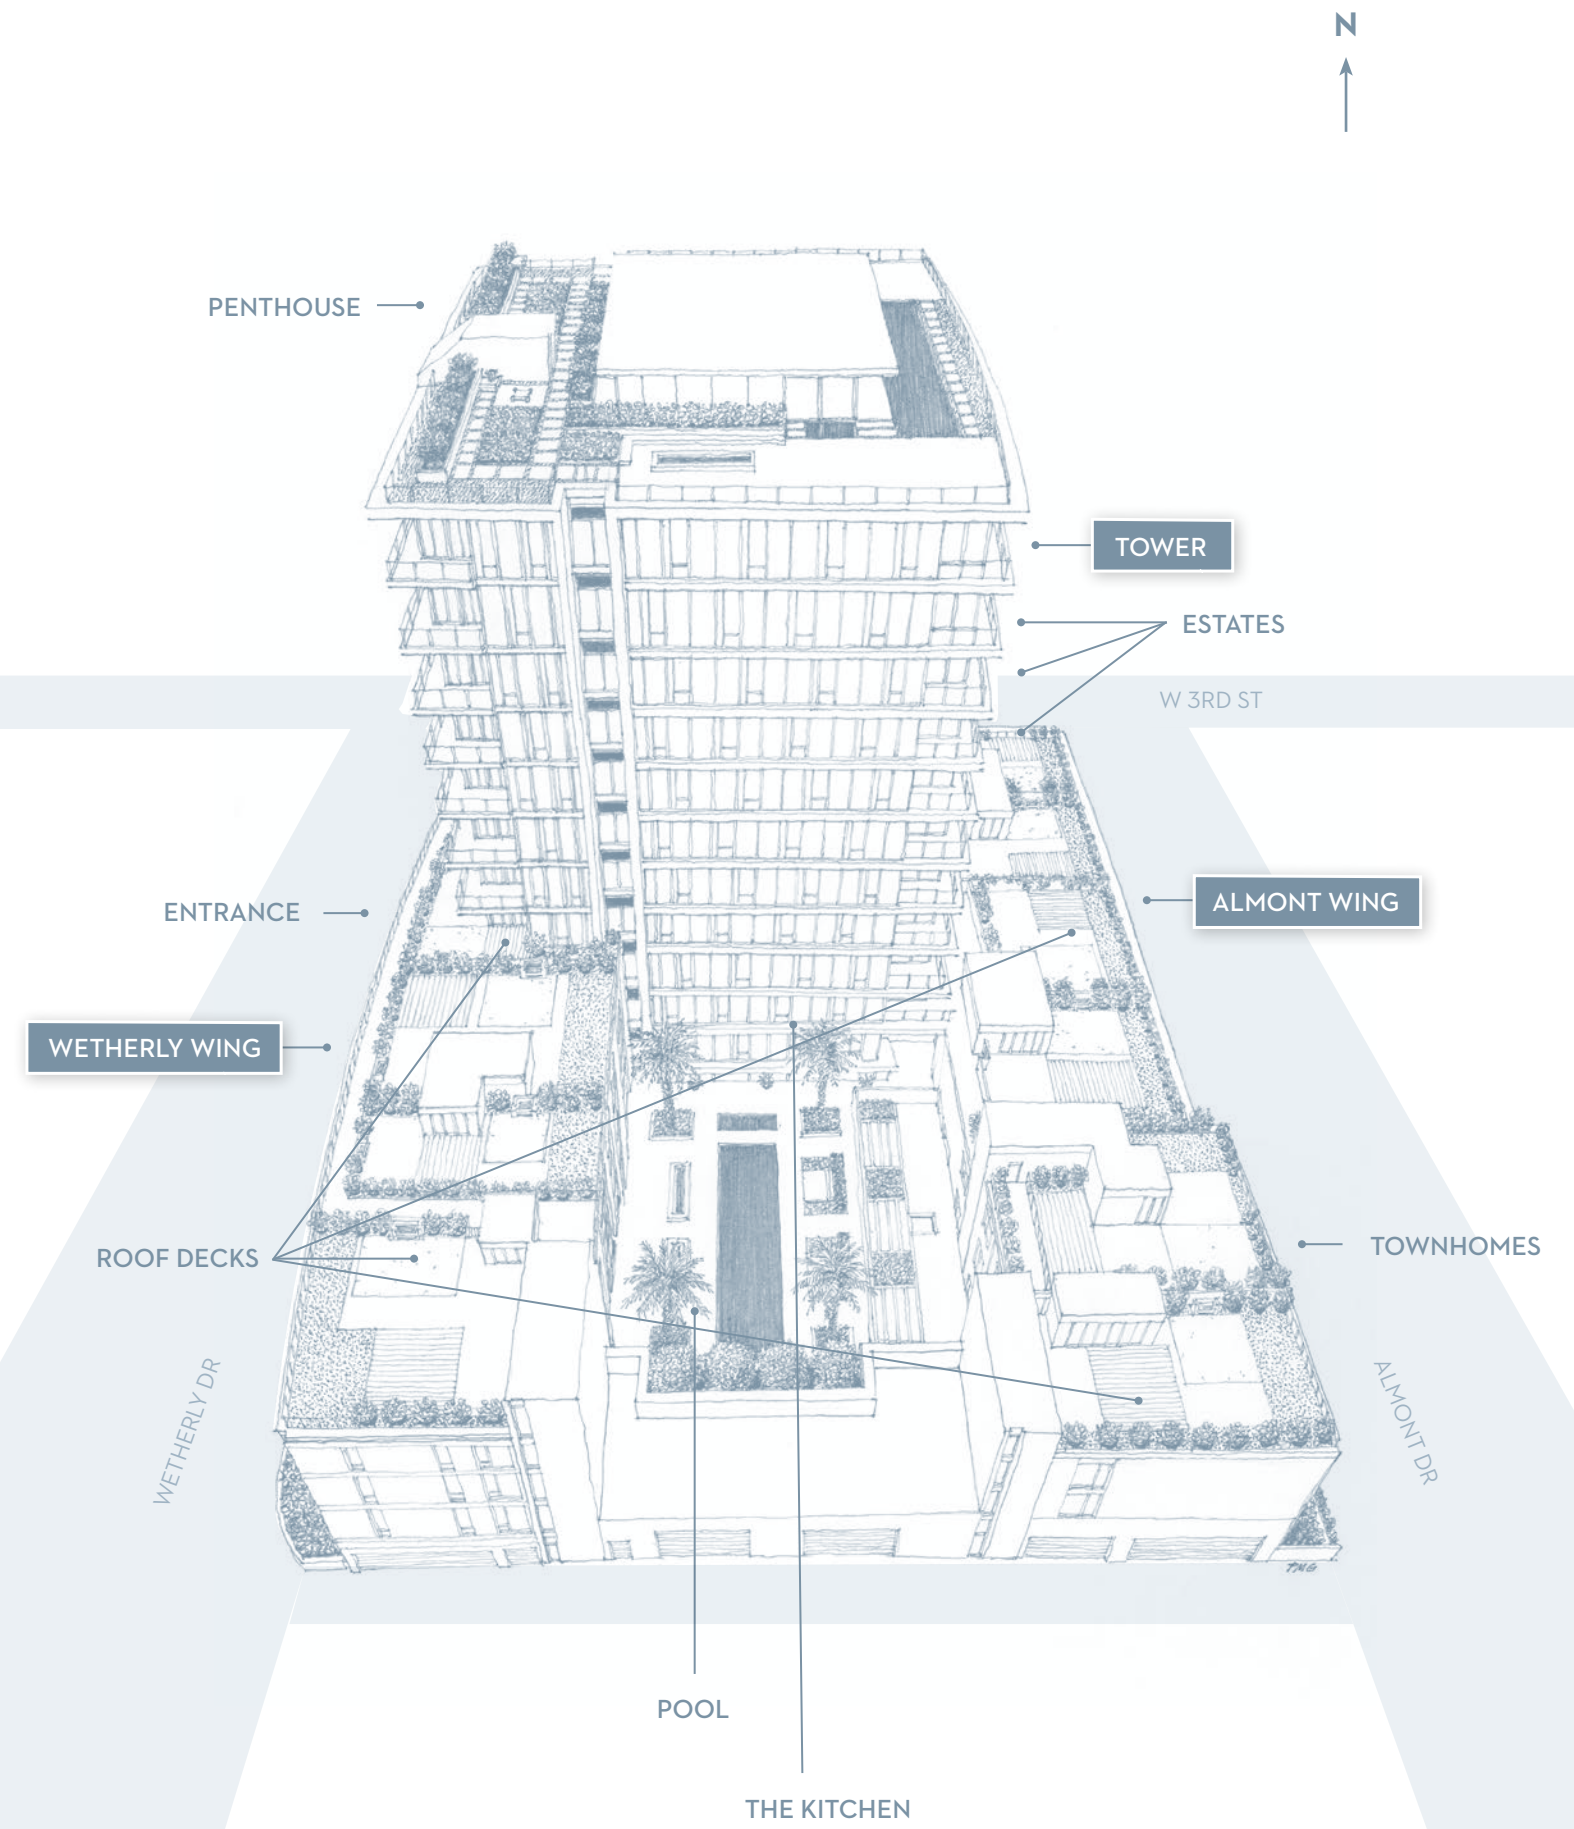 N
PENTHOUSE
TOWER
ESTATES
W 3RD ST
ENTRANCE
ALMONT WING
WETHERLY WING
ROOF DECKS
TOWNHOMES
WETHERLY DR
ALMONT DR
TMG
POOL
THE KITCHEN